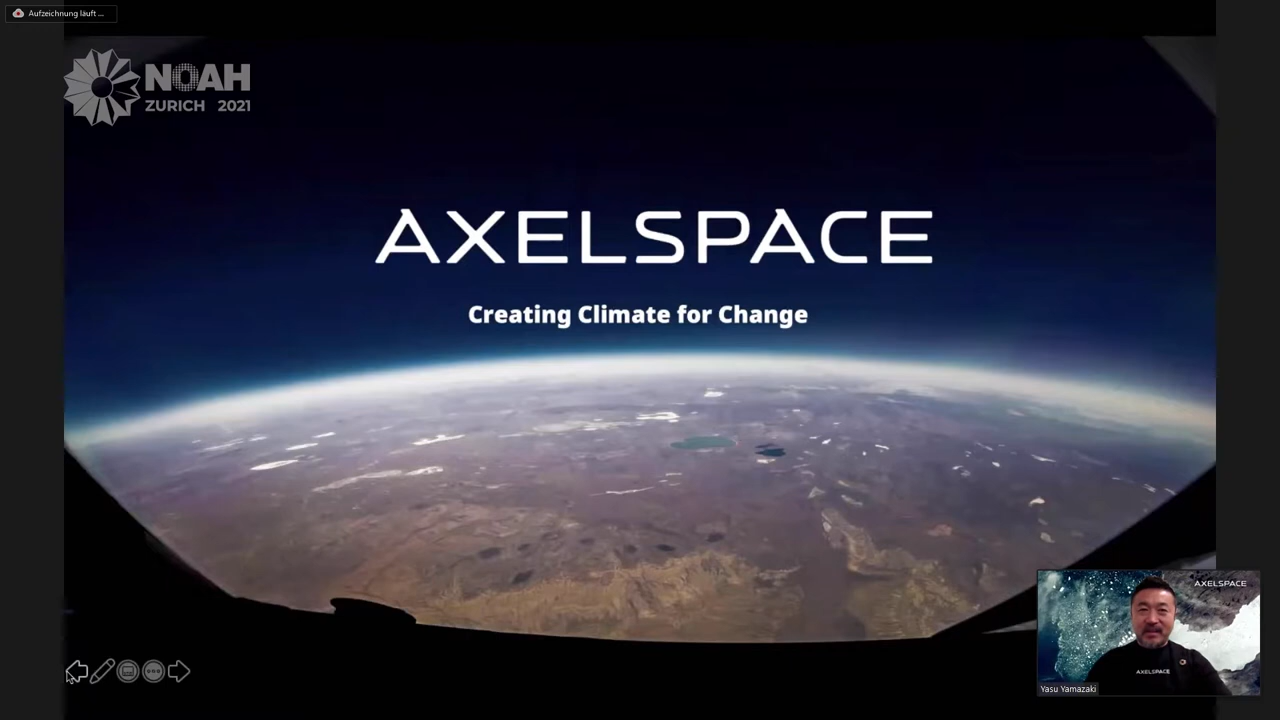 Aufzeichnung läuft ...
NOAH
ZURICH 2021
AXELSPACE
Creating Climate for Change
AXELSPACE
AXELSPACE
Yasu Yamazaki